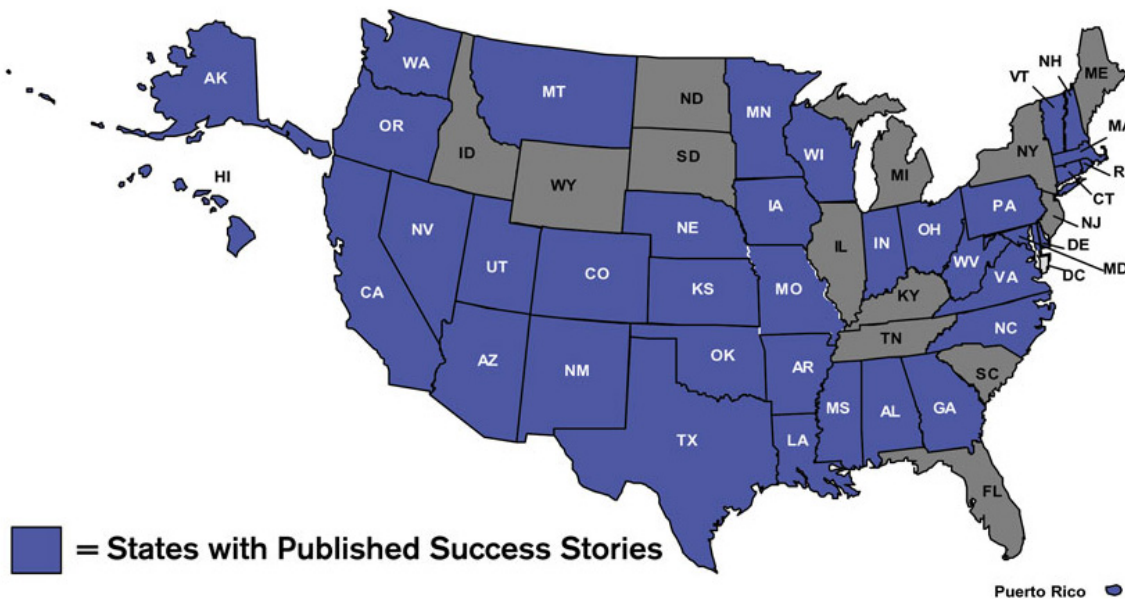 AK
WA
MT
ND
MN
VT
NH
ME
OR
ID
SD
WI
MI
NY
MA
R
CT
HI
WY
IA
PA
NJ
NV
NE
IL
IN
OH
DE
MD
DC
UT
CO
WV
VA
CA
KS
MO
KY
NC
TN
AZ
NM
OK
AR
SC
MS
AL
GA
TX
LA
FL
= States with Published Success Stories
Puerto Rico